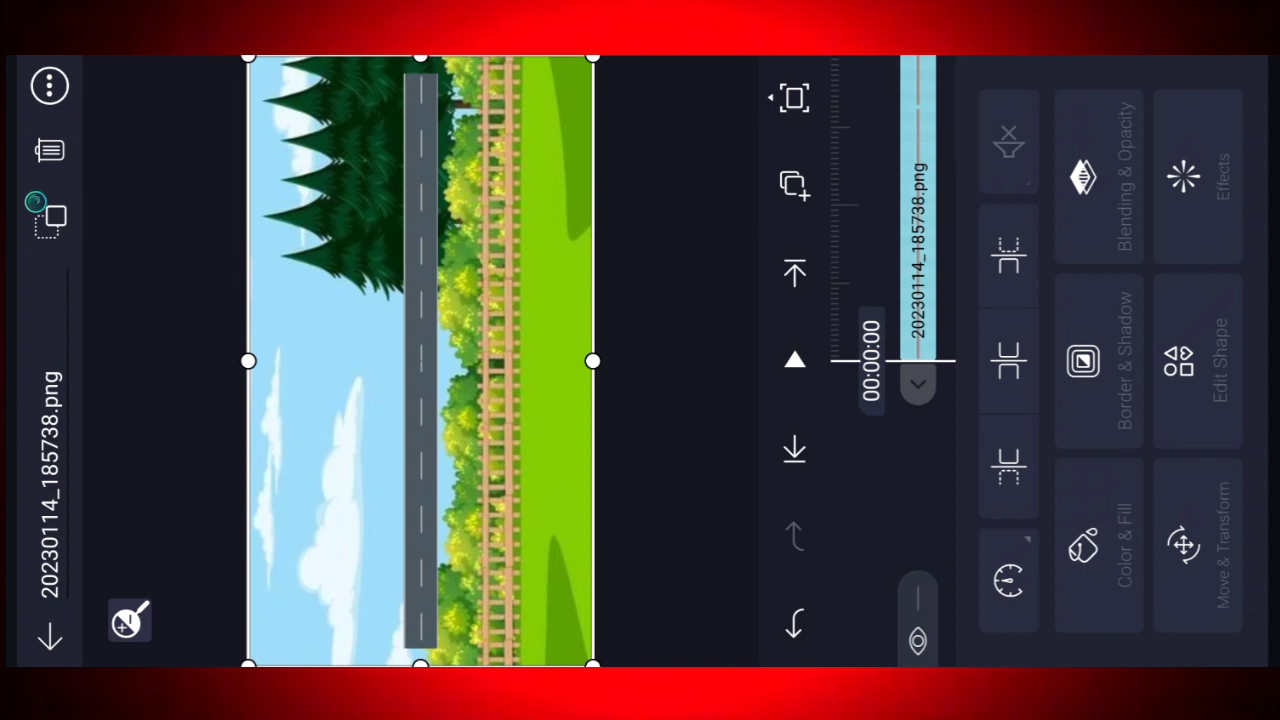 20230114_185738.png
00:00:00
20230114_185738.png
Color & Fill
Border & Shadow
Blending & Opacity
Move & Transform
Edit Shape
Effects